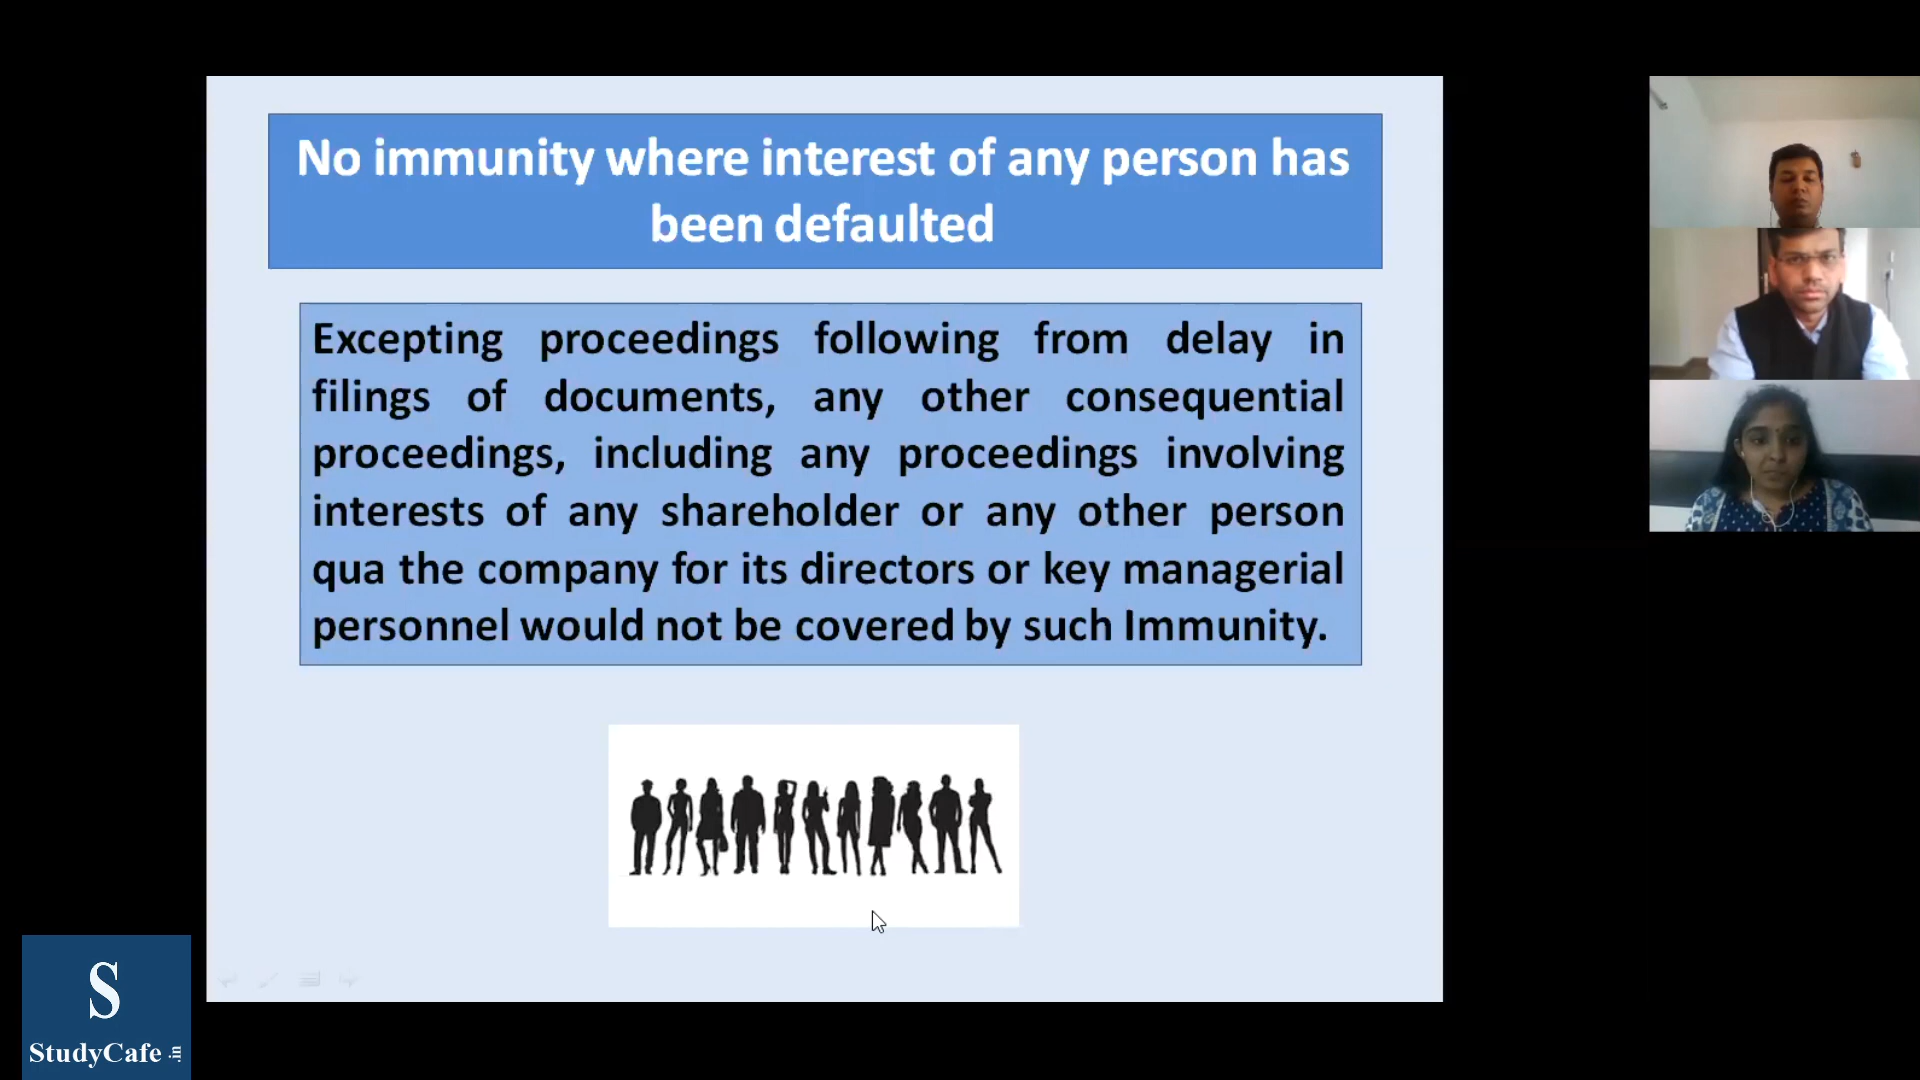 No immunity where interest of any person has
been defaulted
Excepting proceedings following from delay in
filings of documents, any other consequential
proceedings, including any proceedings involving
interests of any shareholder or any other person
qua the company for its directors or key managerial
personnel would not be covered by such Immunity.
S
StudyCafe .in